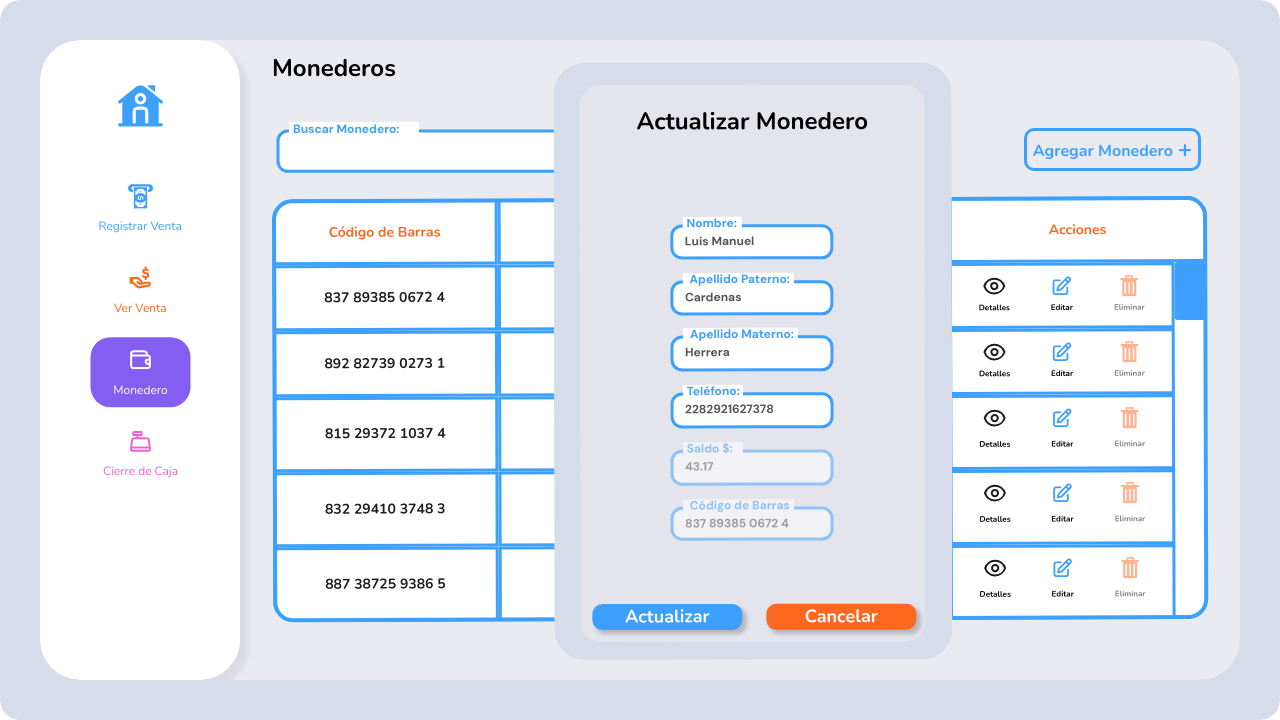 Monederos
Registrar Venta
Ver Venta
Monedero
Cierre de Caja
Buscar Monedero:
Agregar Monedero +
Código de Barras
Acciones
837 89385 0672 4
Detalles Editar Eliminar
892 82739 0273 1
Detalles Editar Eliminar
815 29372 1037 4
Detalles Editar Eliminar
832 29410 3748 3
Detalles Editar Eliminar
887 38725 9386 5
Detalles Editar Eliminar
Actualizar Monedero
Nombre:
Luis Manuel
Apellido Paterno:
Cardenas
Apellido Materno:
Herrera
Teléfono:
2282921627378
Saldo $:
43.17
Código de Barras
837 89385 0672 4
Actualizar
Cancelar